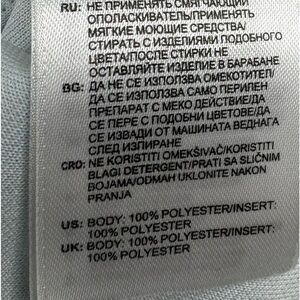 RU: НЕ ПРИМЕНЯТЬ СМЯГЧАЮЩИЙ
ОПОЛАСКИВАТЕЛЬ/ПРИМЕНЯТЬ
МЯГКИЕ МОЮЩИЕ СРЕДСТВА/
СТИРАТЬ С ИЗДЕЛИЯМИ ПОДОБНОГО
ЦВЕТА/ПОСЛЕ СТИРКИ НЕ
ОСТАВЛЯЙТЕ ИЗДЕЛИЕ В БАРАБАНЕ
BG: ДА НЕ СЕ ИЗПОЛЗВА ОМЕКОТИТЕЛ/
ДА СЕ ИЗПОЛЗВА САМО ПЕРИЛЕН
ПРЕПАРАТ С МЕКО ДЕЙСТВИЕ/ДА
СЕ ПЕРЕ С ПОДОБНИ ЦВЕТОВЕ/ДА
СЕ ИЗВАДИ ОТ МАШИНАТА ВЕДНАГА
СЛЕД ИЗПИРАНЕ
CRO: NE KORISTITI OMEKŠIVAČ/KORISTITI
BLAGI DETERGENT/PRATI SA SLIČNIM
BOJAMA/ODMAH UKLONITE NAKON
PRANJA
US: BODY: 100% POLYESTER/INSERT:
100% POLYESTER
UK: BODY: 100% POLYESTER/INSERT:
100% POLYESTER